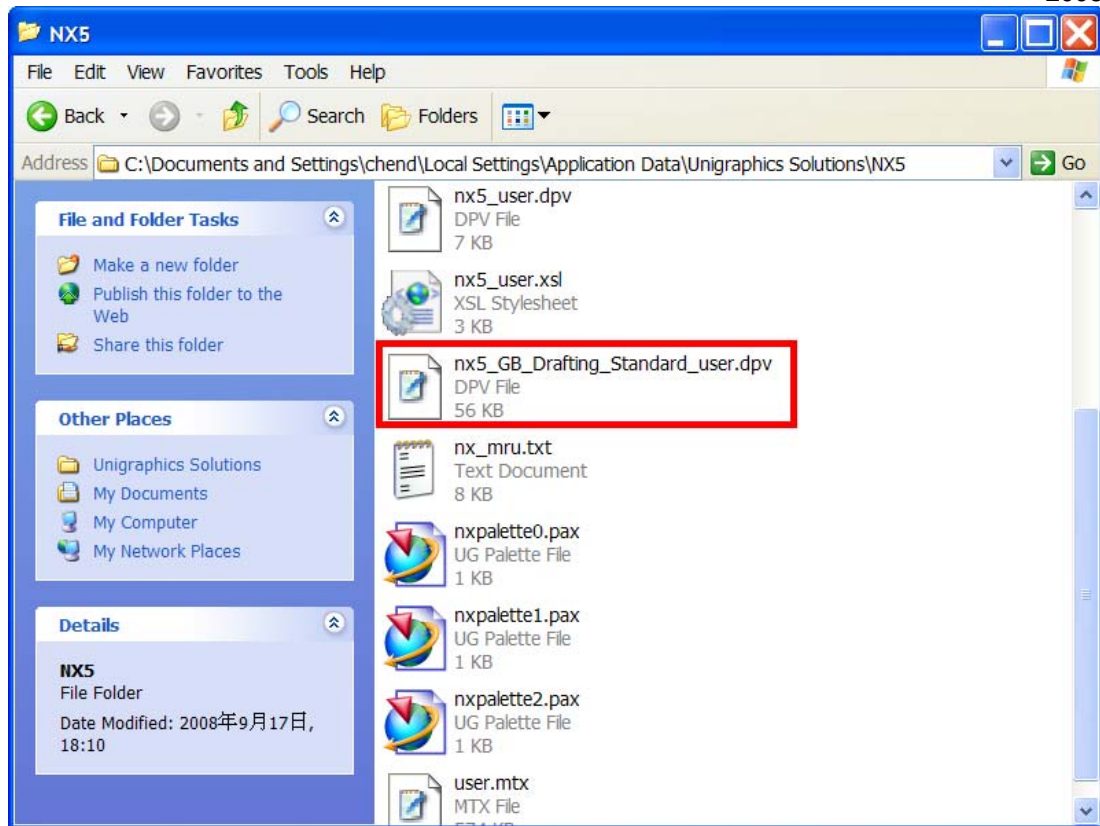 NX5
File Edit View Favorites Tools Help
Back Search Folders
Address C:\Documents and Settings\chend\Local Settings\Application Data\Unigraphics Solutions\NX5 Go
File and Folder Tasks
Make a new folder
Publish this folder to the
Web
Share this folder
Other Places
Unigraphics Solutions
My Documents
My Computer
My Network Places
Details
NX5
File Folder
Date Modified: 2008年9月17日,
18:10
nx5_user.dpv
DPV File
7 KB
nx5_user.xsl
XSL Stylesheet
3 KB
nx5_GB_Drafting_Standard_user.dpv
DPV File
56 KB
nx_mru.txt
Text Document
8 KB
nxpalette0.pax
UG Palette File
1 KB
nxpalette1.pax
UG Palette File
1 KB
nxpalette2.pax
UG Palette File
1 KB
user.mtx
MTX File